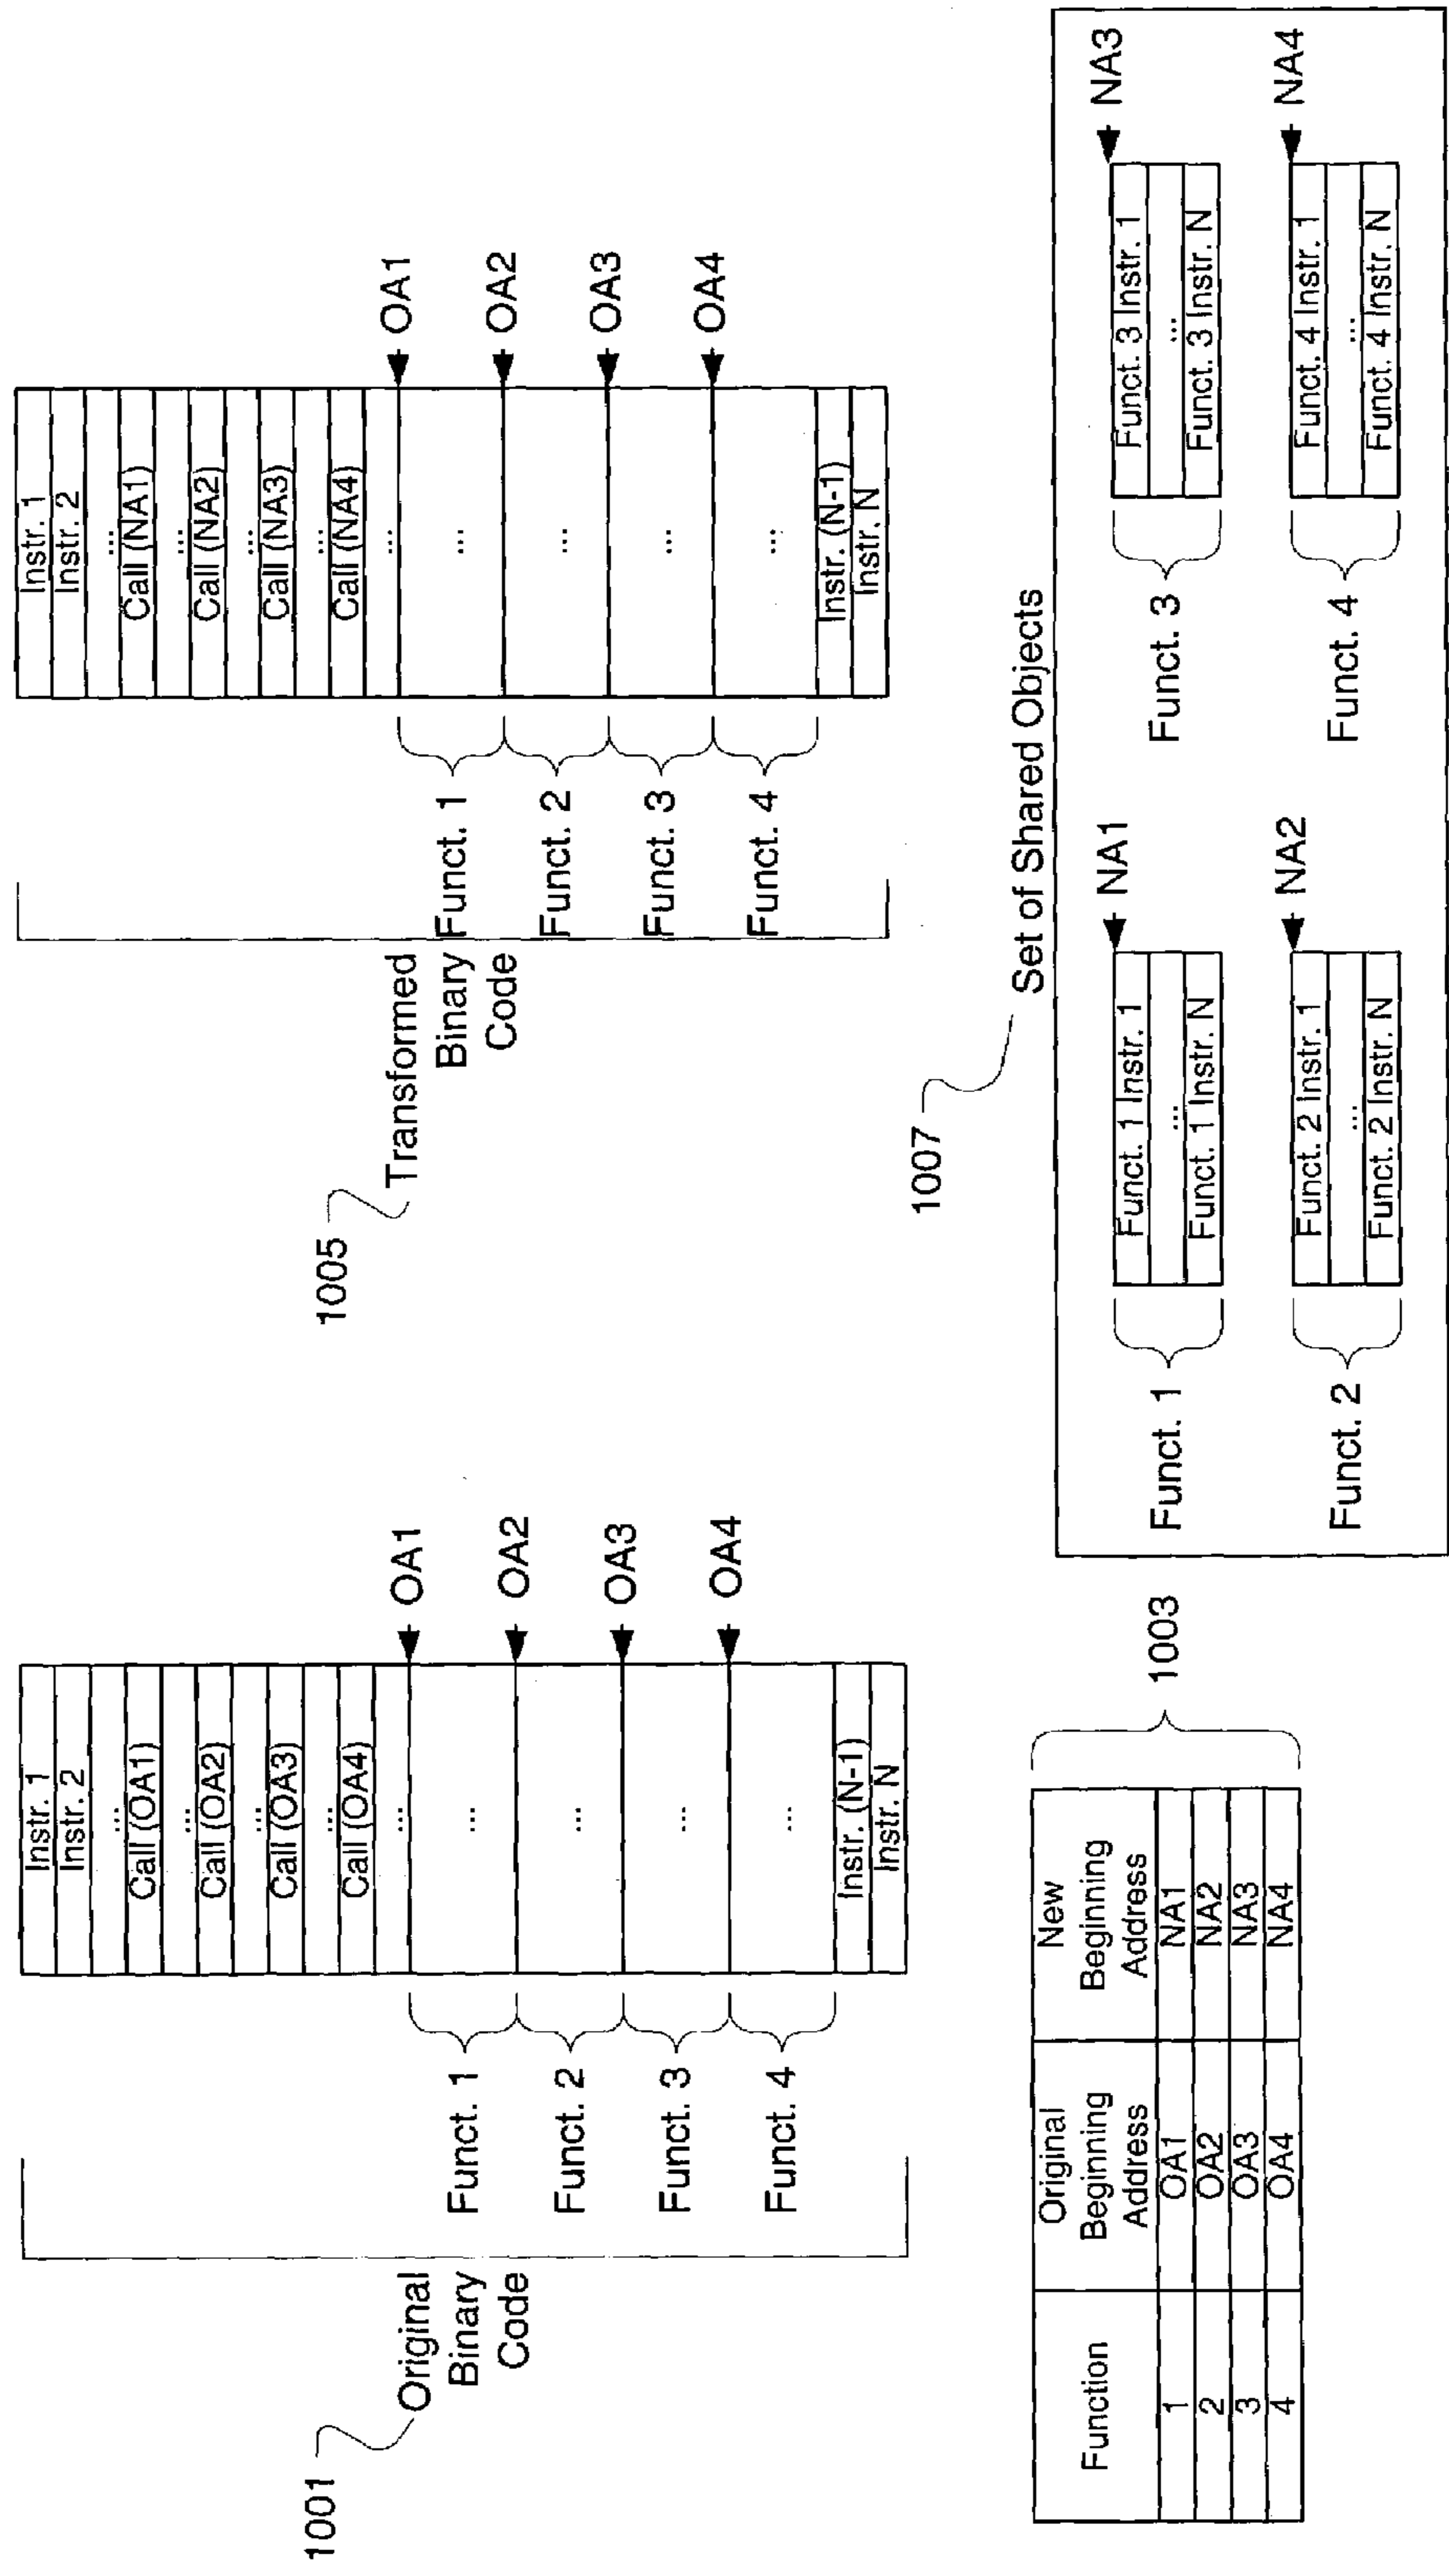 1001
Original
Binary
Code
Funct. 1
Funct. 2
Funct. 3
Funct. 4
Instr. 1
Instr. 2
...
Call (OA1)
...
Call (OA2)
...
Call (OA3)
...
Call (OA4)
...
...
...
...
...
Instr. (N-1)
Instr. N
OA1
OA2
OA3
OA4
1005
Transformed
Binary
Code
Funct. 1
Funct. 2
Funct. 3
Funct. 4
Instr. 1
Instr. 2
...
Call (NA1)
...
Call (NA2)
...
Call (NA3)
...
Call (NA4)
...
...
...
...
...
Instr. (N-1)
Instr. N
OA1
OA2
OA3
OA4
Function
Original
Beginning
Address
New
Beginning
Address
1 OA1 NA1
2 OA2 NA2
3 OA3 NA3
4 OA4 NA4
1003
1007
Set of Shared Objects
Funct. 1
Funct. 1 Instr. 1
...
Funct. 1 Instr. N
NA1
Funct. 3
Funct. 3 Instr. 1
...
Funct. 3 Instr. N
NA3
Funct. 2
Funct. 2 Instr. 1
...
Funct. 2 Instr. N
NA2
Funct. 4
Funct. 4 Instr. 1
...
Funct. 4 Instr. N
NA4